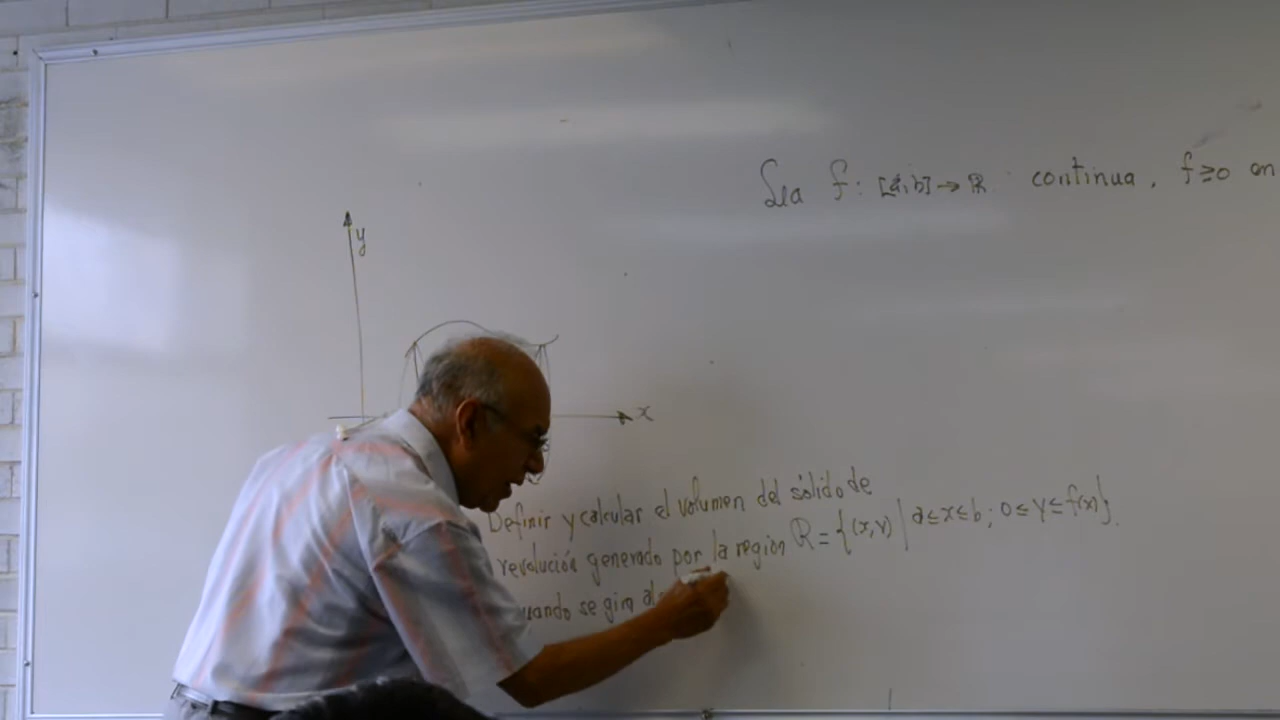 Sea f: [a,b] → ℝ continua, f≥0 en
y
x
Definir y calcular el volumen del sólido de
revolución generado por la región R = {(x,y) | a≤x≤b; 0≤y≤f(x)}.
se gira